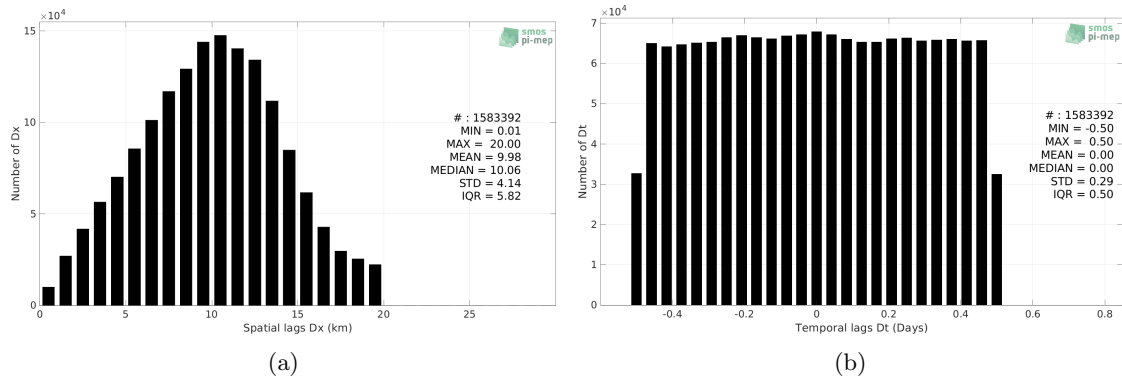 ×10⁴
15
10
5
0
0 5 10 15 20 25
Number of Dx
Spatial lags Dx (km)
smos
pi-mep
# : 1583392
MIN = 0.01
MAX = 20.00
MEAN = 9.98
MEDIAN = 10.06
STD = 4.14
IQR = 5.82
(a)
×10⁴
7
6
5
4
3
2
1
0
-0.4 -0.2 0 0.2 0.4 0.6 0.8
Number of Dt
Temporal lags Dt (Days)
smos
pi-mep
# : 1583392
MIN = -0.50
MAX = 0.50
MEAN = 0.00
MEDIAN = 0.00
STD = 0.29
IQR = 0.50
(b)